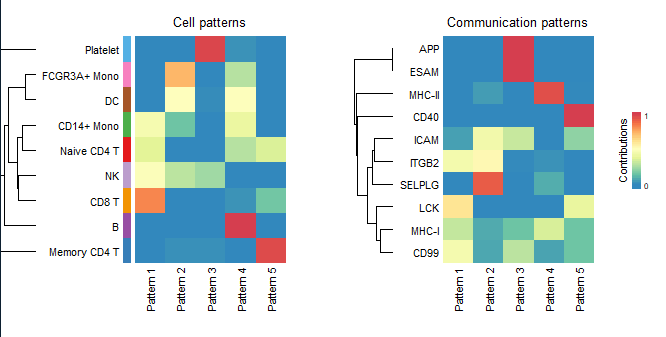 Cell patterns
Platelet
FCGR3A+ Mono
DC
CD14+ Mono
Naive CD4 T
NK
CD8 T
B
Memory CD4 T
Pattern 1
Pattern 2
Pattern 3
Pattern 4
Pattern 5
Communication patterns
APP
ESAM
MHC-II
CD40
ICAM
ITGB2
SELPLG
LCK
MHC-I
CD99
Pattern 1
Pattern 2
Pattern 3
Pattern 4
Pattern 5
Contributions
1
0